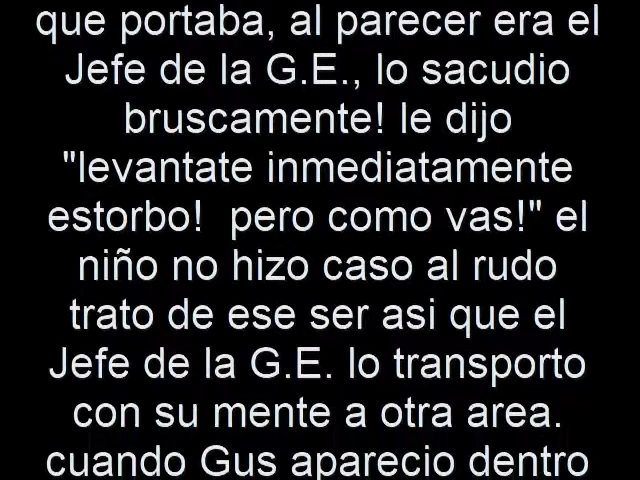 que portaba, al parecer era el
Jefe de la G.E., lo sacudio
bruscamente! le dijo
"levantate inmediatamente
estorbo!  pero como vas!" el
niño no hizo caso al rudo
trato de ese ser asi que el
Jefe de la G.E. lo transporto
con su mente a otra area.
cuando Gus aparecio dentro